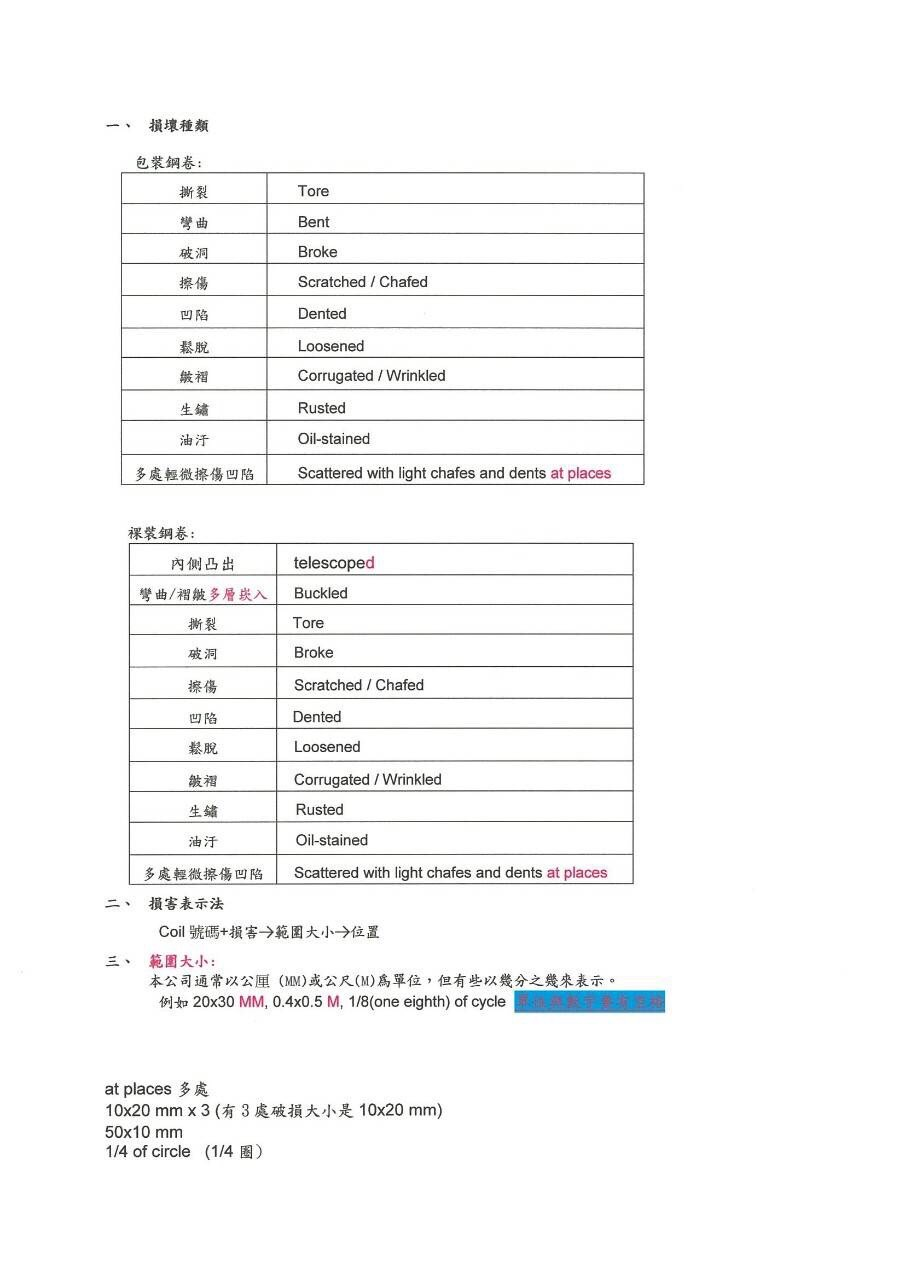 一、 損壞種類
包裝鋼卷:
撕裂 Tore
彎曲 Bent
破洞 Broke
擦傷 Scratched / Chafed
凹陷 Dented
鬆脫 Loosened
皺褶 Corrugated / Wrinkled
生鏽 Rusted
油汙 Oil-stained
多處輕微擦傷凹陷 Scattered with light chafes and dents at places
裸裝鋼卷:
內側凸出 telescoped
彎曲/褶皺多層崁入 Buckled
撕裂 Tore
破洞 Broke
擦傷 Scratched / Chafed
凹陷 Dented
鬆脫 Loosened
皺褶 Corrugated / Wrinkled
生鏽 Rusted
油汙 Oil-stained
多處輕微擦傷凹陷 Scattered with light chafes and dents at places
二、 損害表示法
Coil 號碼+損害→範圍大小→位置
三、 範圍大小:
本公司通常以公厘 (MM)或公尺(M)為單位，但有些以幾分之幾來表示。
例如 20x30 MM, 0.4x0.5 M, 1/8(one eighth) of cycle 單位與數字要有空格
at places 多處
10x20 mm x 3 (有 3 處破損大小是 10x20 mm)
50x10 mm
1/4 of circle (1/4 圈)